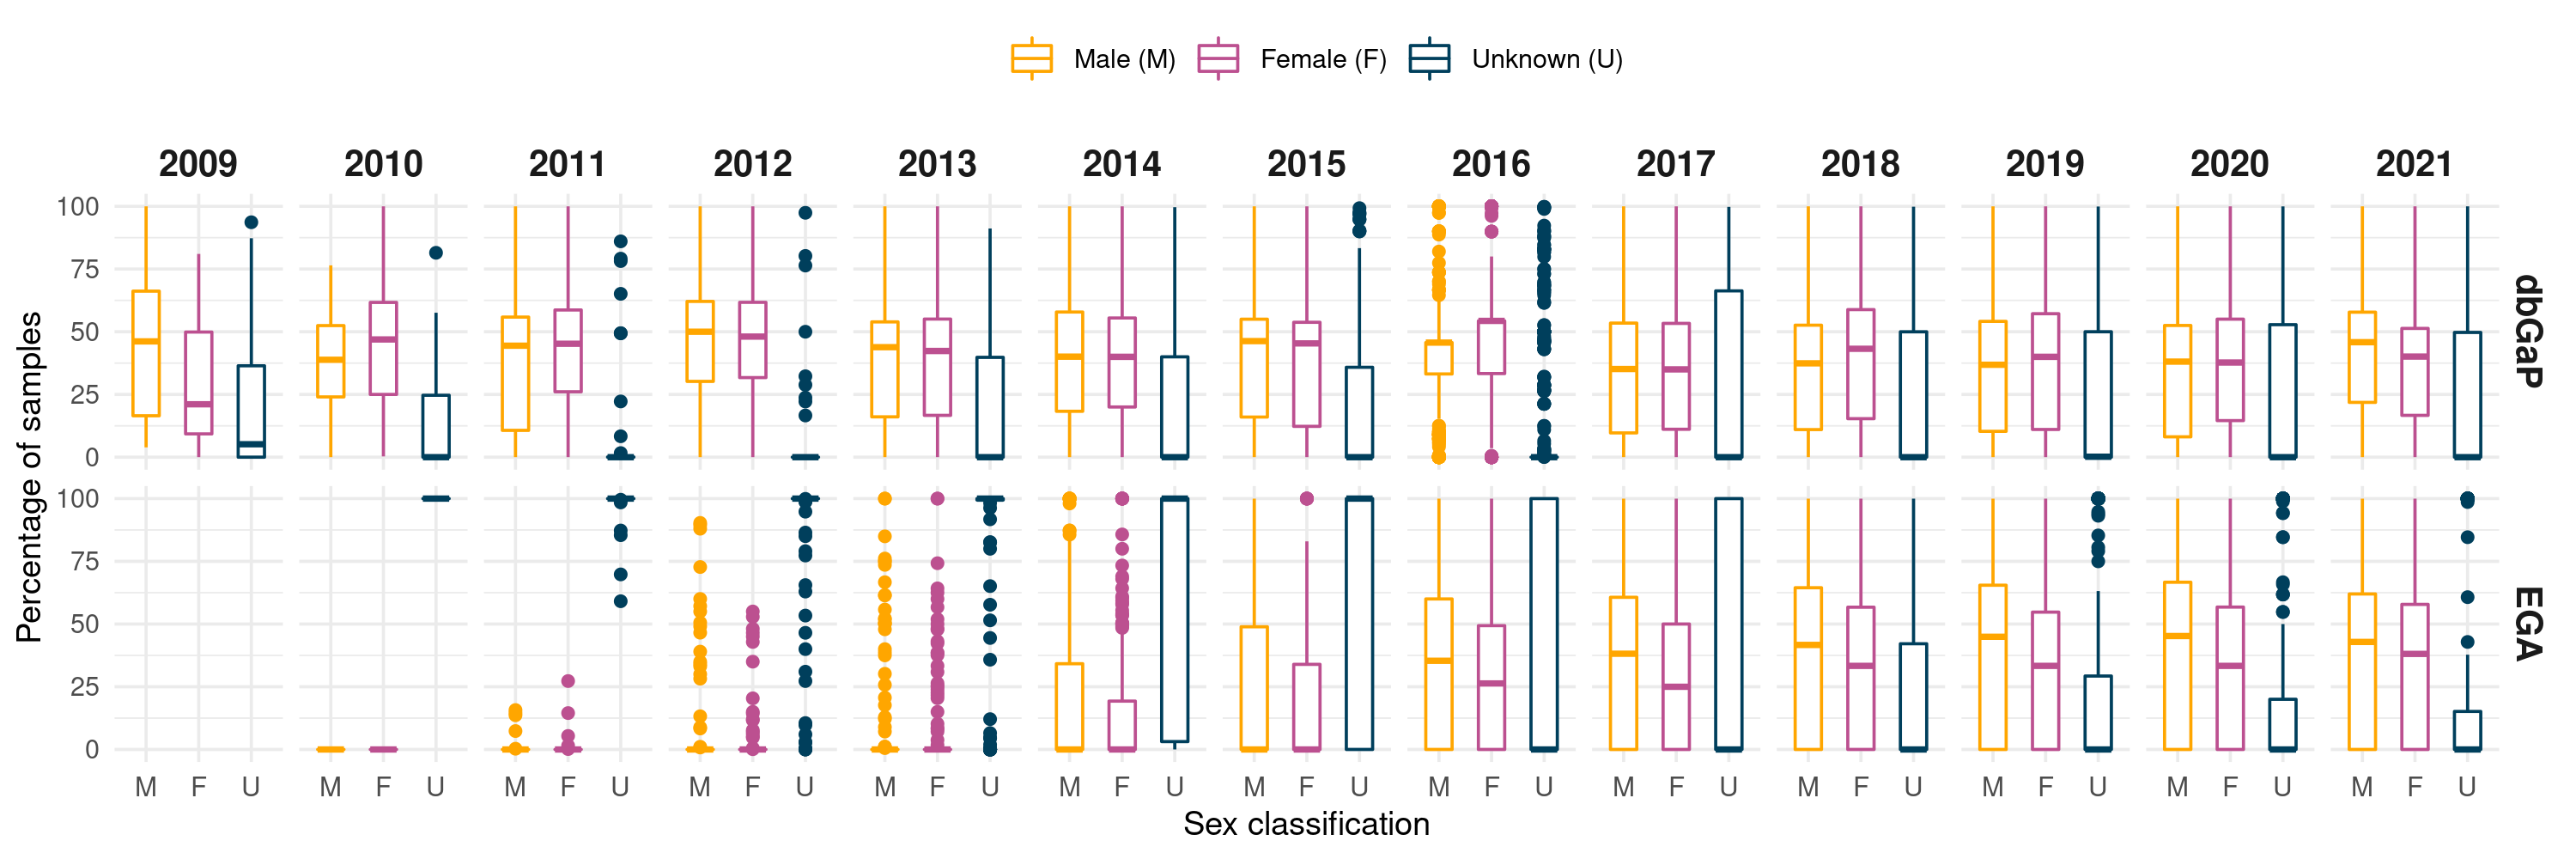 Male (M) Female (F) Unknown (U)
2009 2010 2011 2012 2013 2014 2015 2016 2017 2018 2019 2020 2021
100
75
50
25
0
dbGaP
100
75
50
25
0
EGA
Percentage of samples
M F U M F U M F U M F U M F U M F U M F U M F U M F U M F U M F U M F U M F U
Sex classification